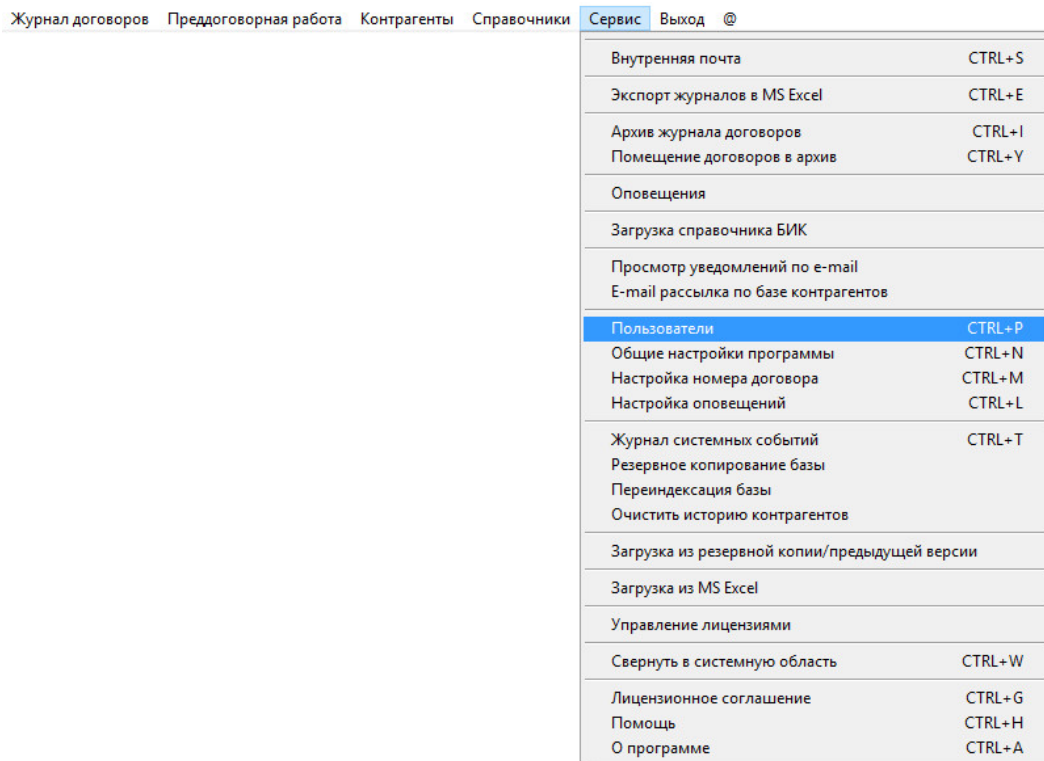 Журнал договоров Преддоговорная работа Контрагенты Справочники Сервис Выход @
Внутренняя почта CTRL+S
Экспорт журналов в MS Excel CTRL+E
Архив журнала договоров CTRL+I
Помещение договоров в архив CTRL+Y
Оповещения
Загрузка справочника БИК
Просмотр уведомлений по e-mail
E-mail рассылка по базе контрагентов
Пользователи CTRL+P
Общие настройки программы CTRL+N
Настройка номера договора CTRL+M
Настройка оповещений CTRL+L
Журнал системных событий CTRL+T
Резервное копирование базы
Переиндексация базы
Очистить историю контрагентов
Загрузка из резервной копии/предыдущей версии
Загрузка из MS Excel
Управление лицензиями
Свернуть в системную область CTRL+W
Лицензионное соглашение CTRL+G
Помощь CTRL+H
О программе CTRL+A